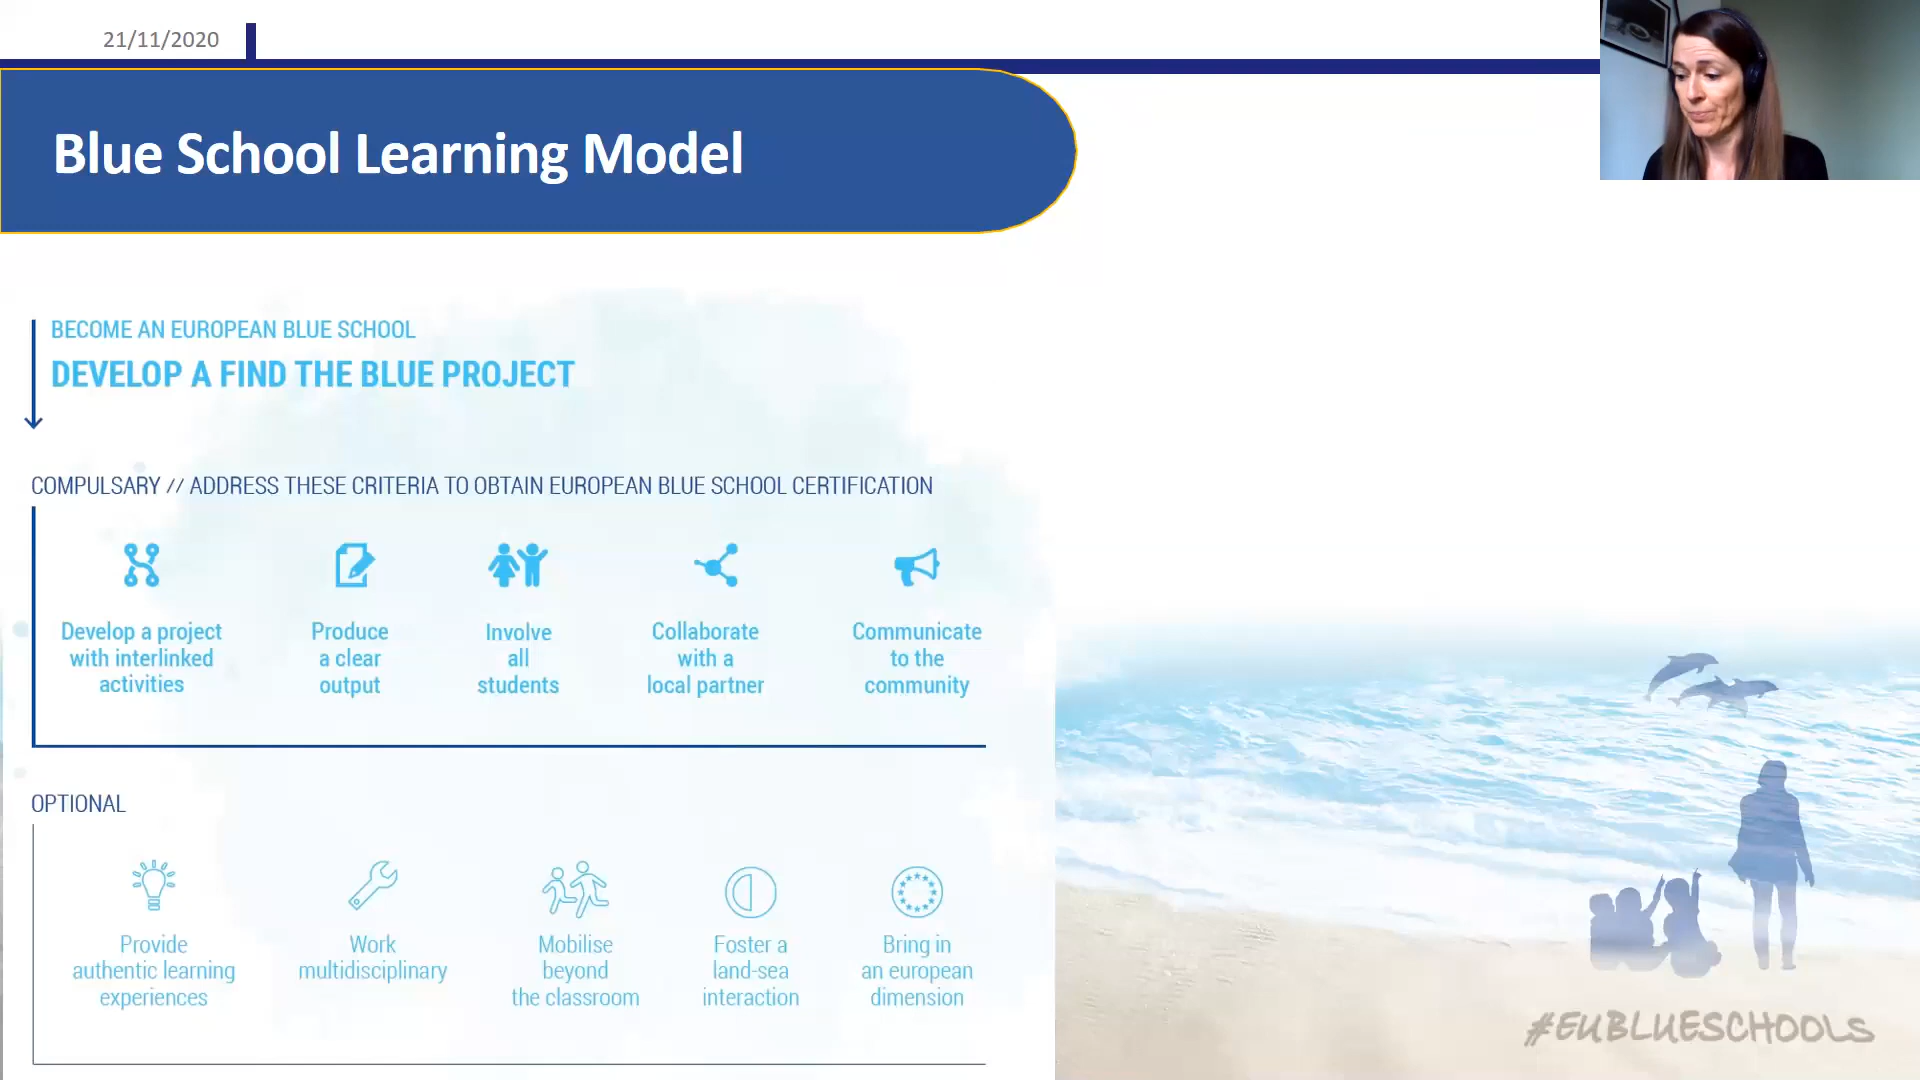 21/11/2020
Blue School Learning Model
BECOME AN EUROPEAN BLUE SCHOOL
DEVELOP A FIND THE BLUE PROJECT
COMPULSARY // ADDRESS THESE CRITERIA TO OBTAIN EUROPEAN BLUE SCHOOL CERTIFICATION
Develop a project
with interlinked
activities
Produce
a clear
output
Involve
all
students
Collaborate
with a
local partner
Communicate
to the
community
OPTIONAL
Provide
authentic learning
experiences
Work
multidisciplinary
Mobilise
beyond
the classroom
Foster a
land-sea
interaction
Bring in
an european
dimension
#EUBLUESCHOOLS